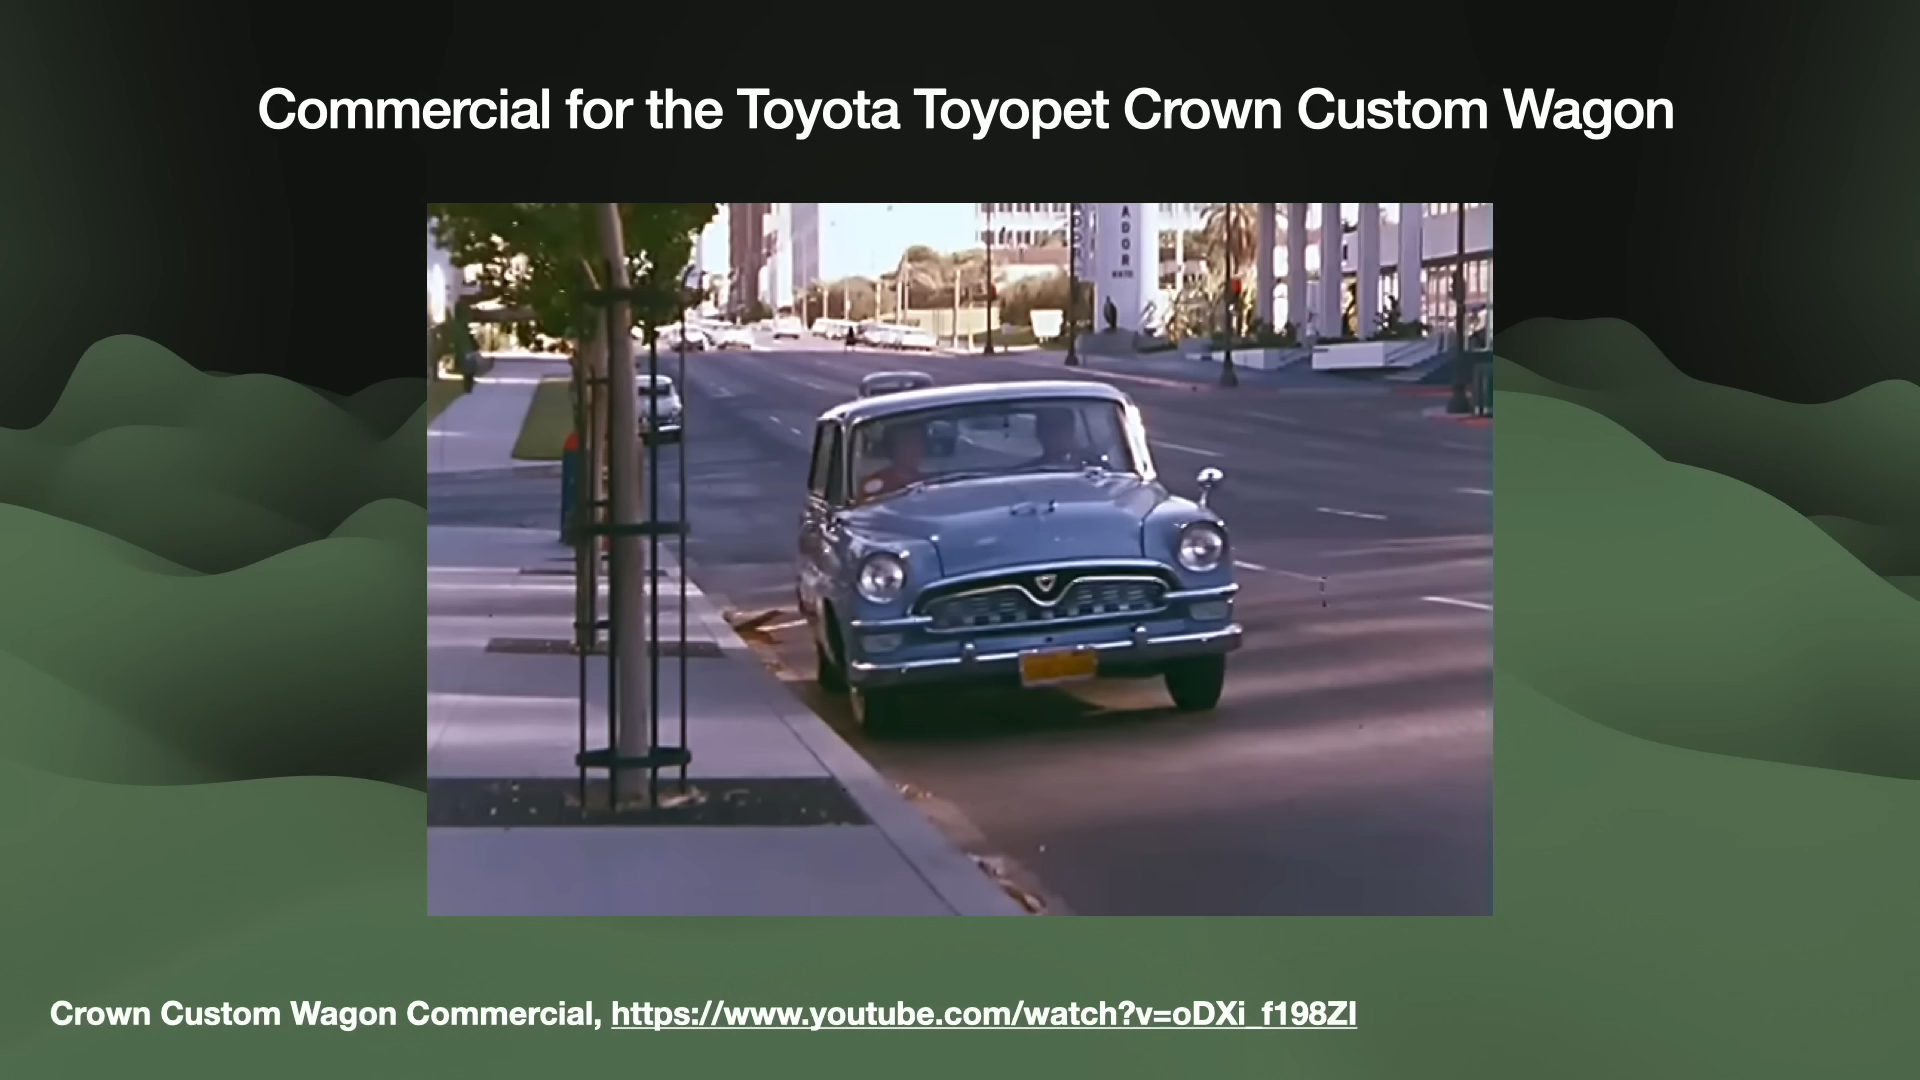 Commercial for the Toyota Toyopet Crown Custom Wagon
Crown Custom Wagon Commercial, https://www.youtube.com/watch?v=oDXi_f198ZI